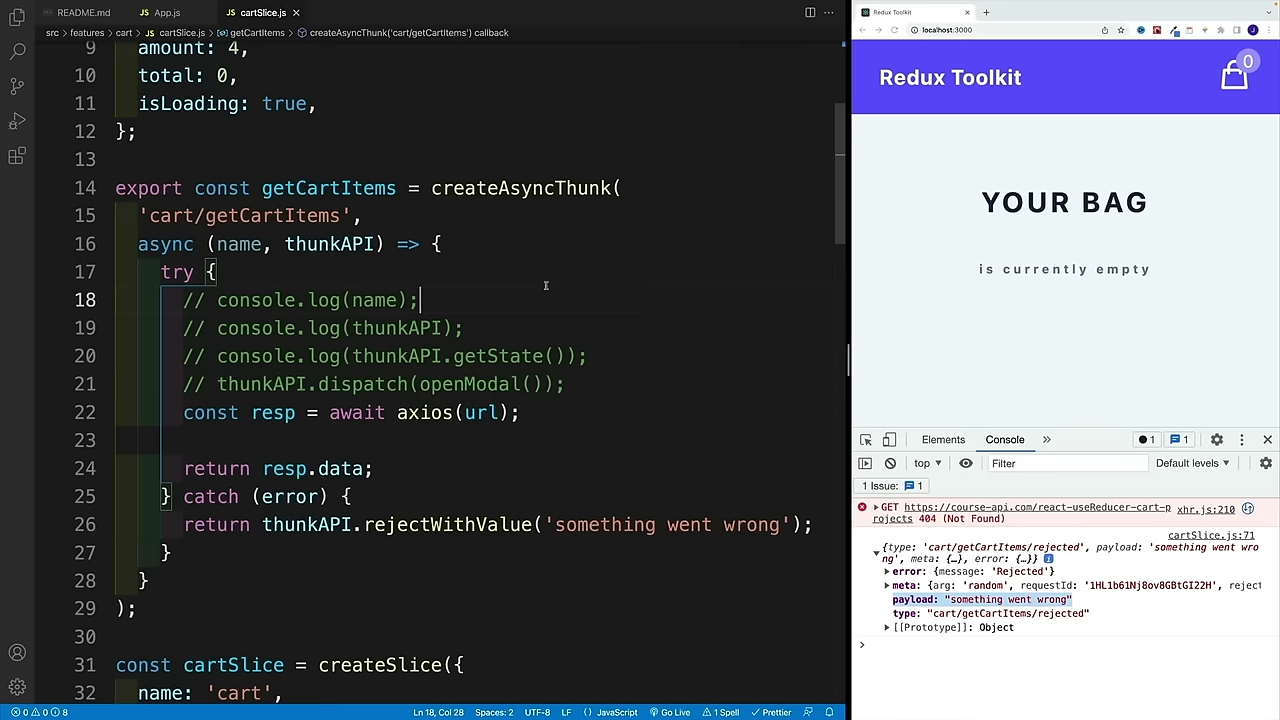 README.md
App.js
cartSlice.js
src > features > cart > cartSlice.js > getCartItems > createAsyncThunk('cart/getCartItems') callback
9 amount: 4,
10 total: 0,
11 isLoading: true,
12 };
13
14 export const getCartItems = createAsyncThunk(
15 'cart/getCartItems',
16 async (name, thunkAPI) => {
17 try {
18 // console.log(name);
19 // console.log(thunkAPI);
20 // console.log(thunkAPI.getState());
21 // thunkAPI.dispatch(openModal());
22 const resp = await axios(url);
23
24 return resp.data;
25 } catch (error) {
26 return thunkAPI.rejectWithValue('something went wrong');
27 }
28 }
29 );
30
31 const cartSlice = createSlice({
32 name: 'cart',
0 0 8
Ln 18, Col 28
Spaces: 2
UTF-8
LF
{} JavaScript
Go Live
1 Spell
Prettier
Redux Toolkit
localhost:3000
J
Redux Toolkit
0
YOUR BAG
is currently empty
Elements
Console
1
1
top
Filter
Default levels
1 Issue: 1
GET https://course-api.com/react-useReducer-cart-p xhr.js:210
rojects 404 (Not Found)
cartSlice.js:71
{type: 'cart/getCartItems/rejected', payload: 'something went wro
ng', meta: {…}, error: {…}}
error: {message: 'Rejected'}
meta: {arg: 'random', requestId: '1HL1b61Nj8ov8GBtGI22H', reject
payload: "something went wrong"
type: "cart/getCartItems/rejected"
[[Prototype]]: Object